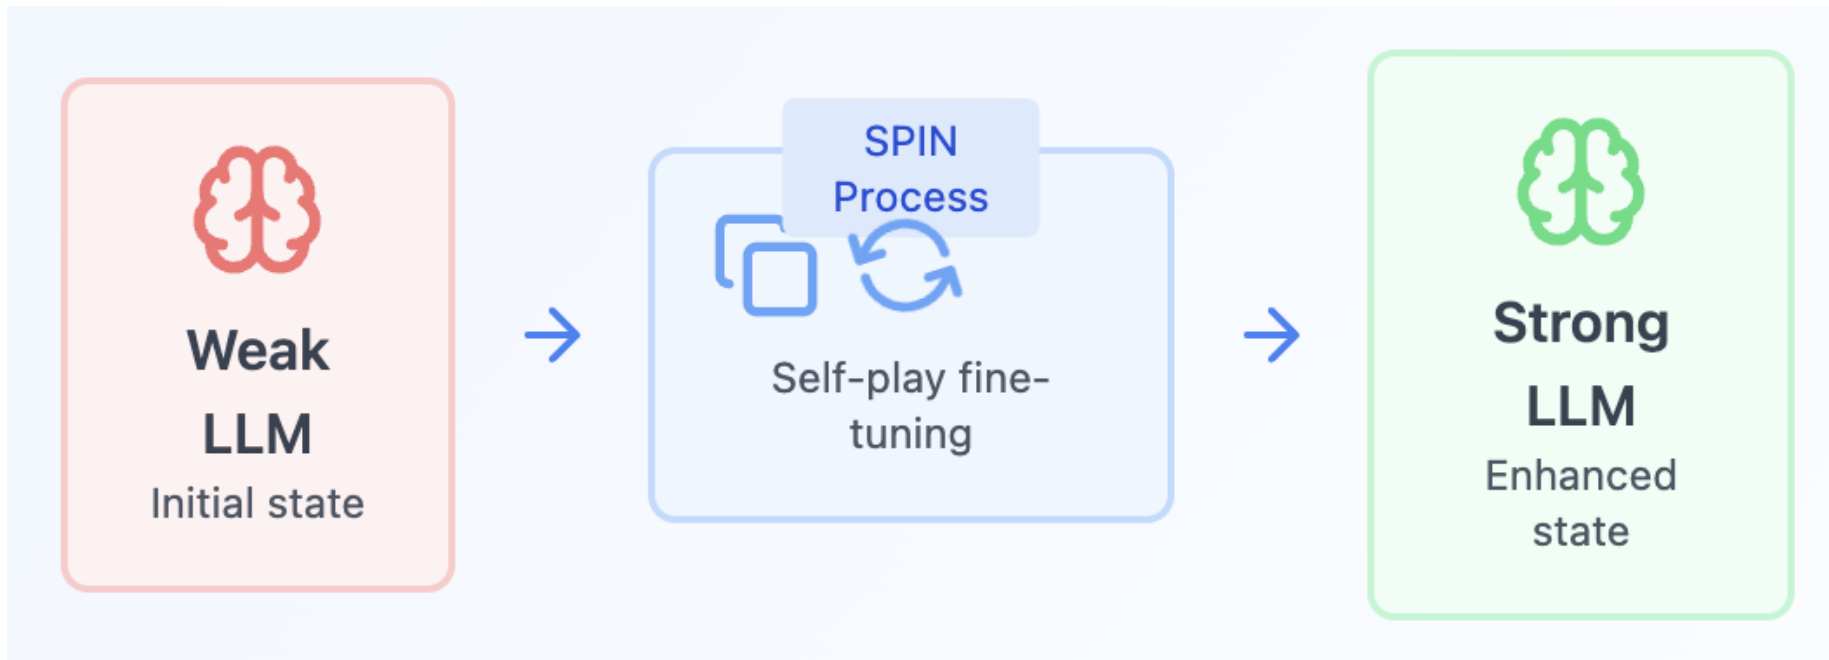 Weak
LLM
Initial state
SPIN
Process
Self-play fine-
tuning
Strong
LLM
Enhanced
state